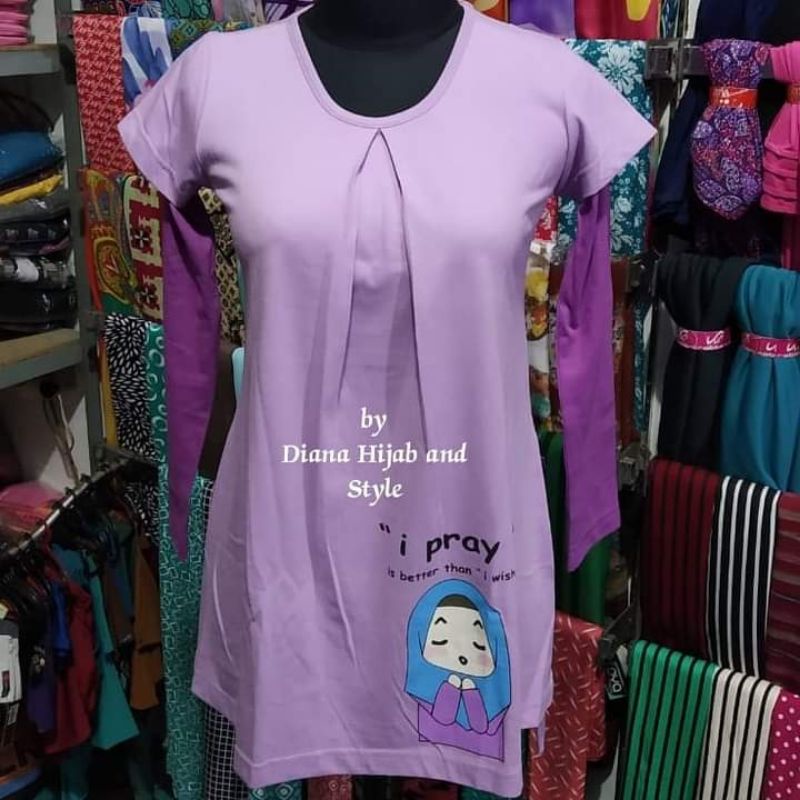 by
Diana Hijab and
Style
" i pray
is better than " i wish